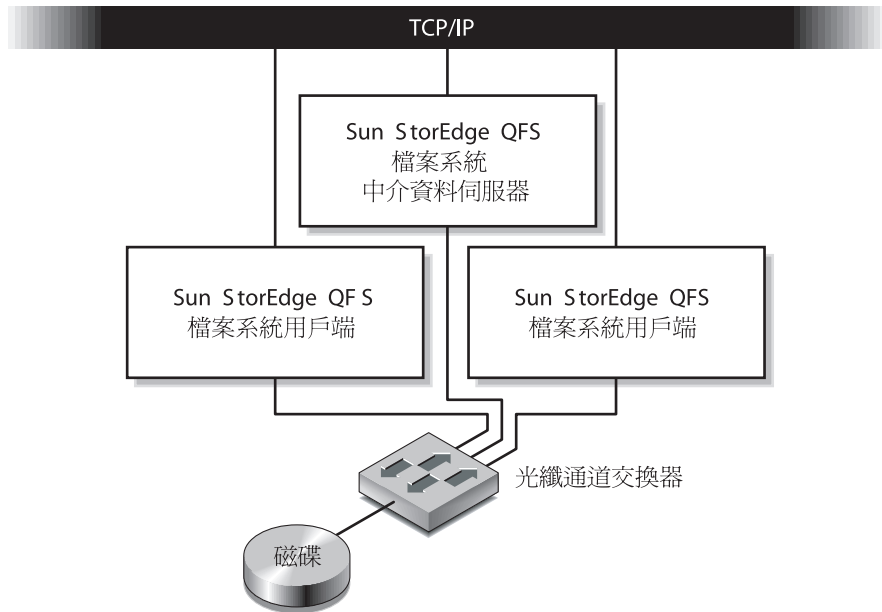 TCP/IP
Sun StorEdge QFS
檔案系統
中介資料伺服器
Sun StorEdge QFS
檔案系統用戶端
Sun StorEdge QFS
檔案系統用戶端
光纖通道交換器
磁碟